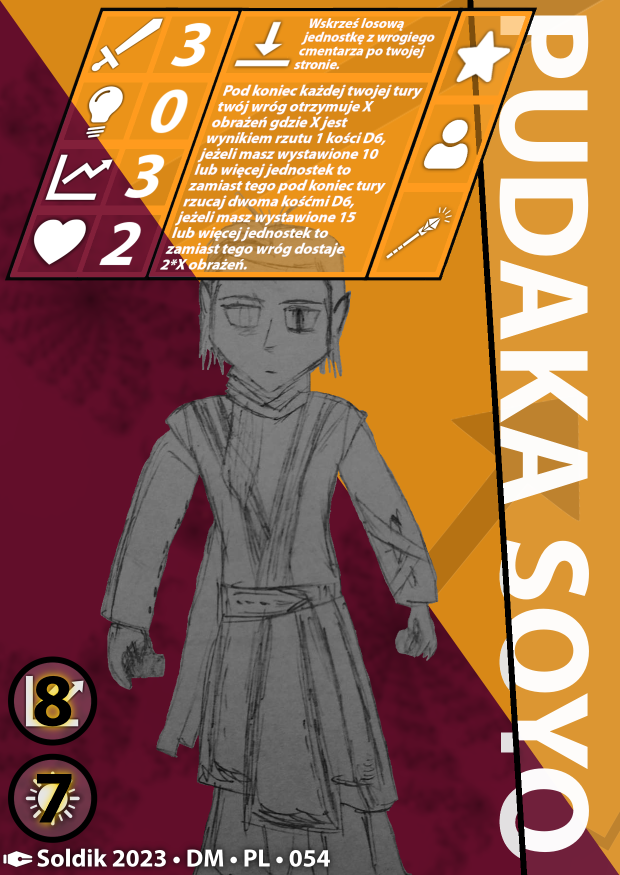 3
0
3
2
Wskrześ losową
jednostkę z wrogiego
cmentarza po twojej
stronie.
Pod koniec każdej twojej tury
twój wróg otrzymuje X
obrażeń gdzie X jest
wynikiem rzutu 1 kości D6,
jeżeli masz wystawione 10
lub więcej jednostek to
zamiast tego pod koniec tury
rzucaj dwoma kośćmi D6,
jeżeli masz wystawione 15
lub więcej jednostek to
zamiast tego wróg dostaje
2*X obrażeń.
PUDAKA SOYO
8
7
Soldik 2023 • DM • PL • 054